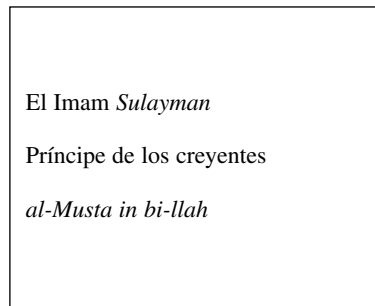 El Imam Sulayman
Príncipe de los creyentes
al-Musta in bi-llah